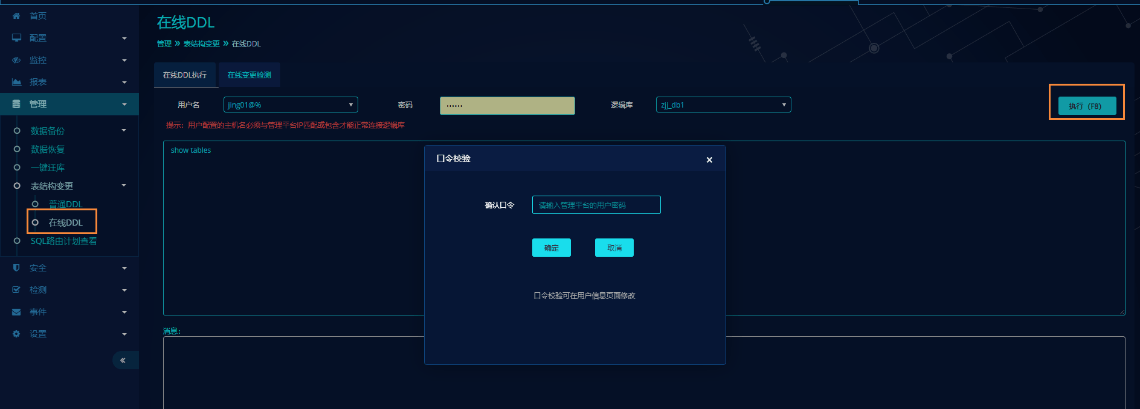 首页
配置
监控
报表
管理
数据备份
数据恢复
一键迁库
表结构变更
普通DDL
在线DDL
SQL路由计划查看
安全
检测
事件
设置
在线DDL
管理 » 表结构变更 » 在线DDL
在线DDL执行 在线变更检测
用户名 jing01@% 密码 ...... 逻辑库 zjj_db1 执行（F8）
提示：用户配置的主机名必须与管理平台IP匹配或包含才能正常连接逻辑库
show tables
口令校验
确认口令 请输入管理平台的用户密码
确定 取消
口令校验可在用户信息页面修改
消息：